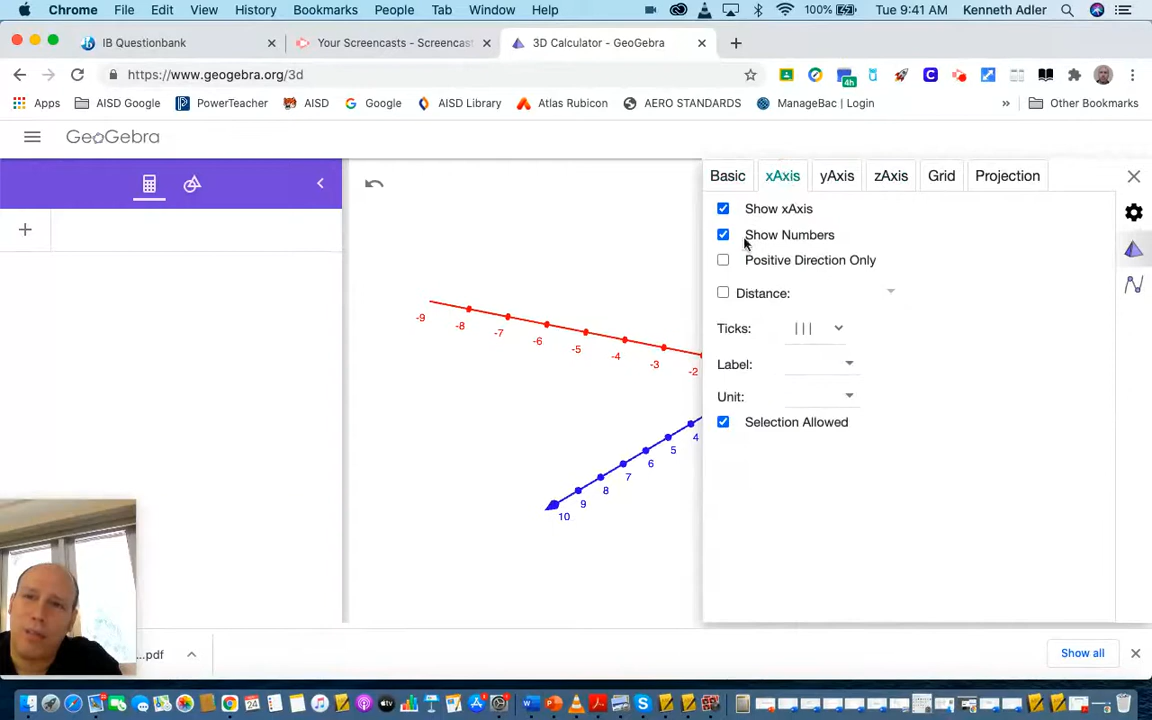 Chrome File Edit View History Bookmarks People Tab Window Help 100% Tue 9:41 AM Kenneth Adler
IB Questionbank Your Screencasts - Screencast 3D Calculator - GeoGebra
https://www.geogebra.org/3d 4h
Apps AISD Google PowerTeacher AISD Google AISD Library Atlas Rubicon AERO STANDARDS ManageBac | Login » Other Bookmarks
GeoGebra
Basic xAxis yAxis zAxis Grid Projection
Show xAxis
Show Numbers
Positive Direction Only
Distance:
Ticks: | | |
Label:
Unit:
Selection Allowed
-9 -8 -7 -6 -5 -4 -3 -2
4
5
6
7
8
9
10
.pdf Show all